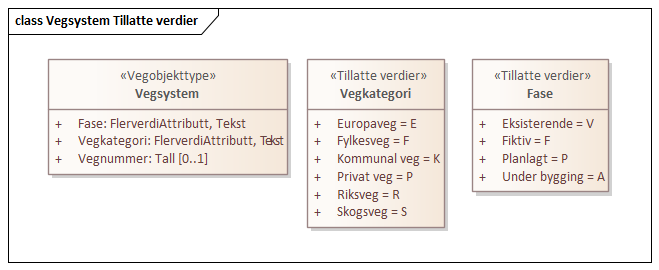 class Vegsystem Tillatte verdier
«Vegobjekttype»
Vegsystem
+ Fase: FlerverdiAttributt, Tekst
+ Vegkategori: FlerverdiAttributt, Tekst
+ Vegnummer: Tall [0..1]
«Tillatte verdier»
Vegkategori
+ Europaveg = E
+ Fylkesveg = F
+ Kommunal veg = K
+ Privat veg = P
+ Riksveg = R
+ Skogsveg = S
«Tillatte verdier»
Fase
+ Eksisterende = V
+ Fiktiv = F
+ Planlagt = P
+ Under bygging = A